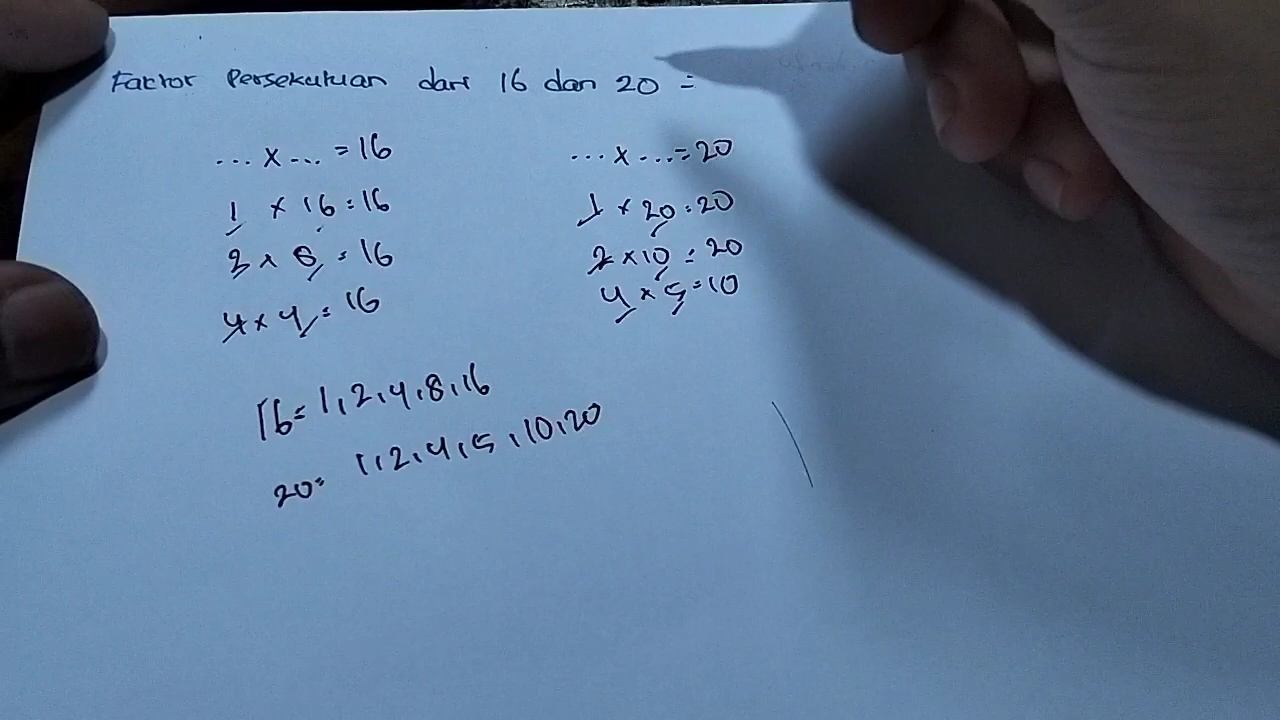 Factor Persekutuan dari 16 dan 20 =
... x ... = 16
1 x 16 = 16
2 x 8 = 16
4 x 4 = 16
... x ... = 20
1 x 20 = 20
2 x 10 = 20
4 x 5 = 10
16 = 1, 2, 4, 8, 16
20 = 1, 2, 4, 5, 10, 20